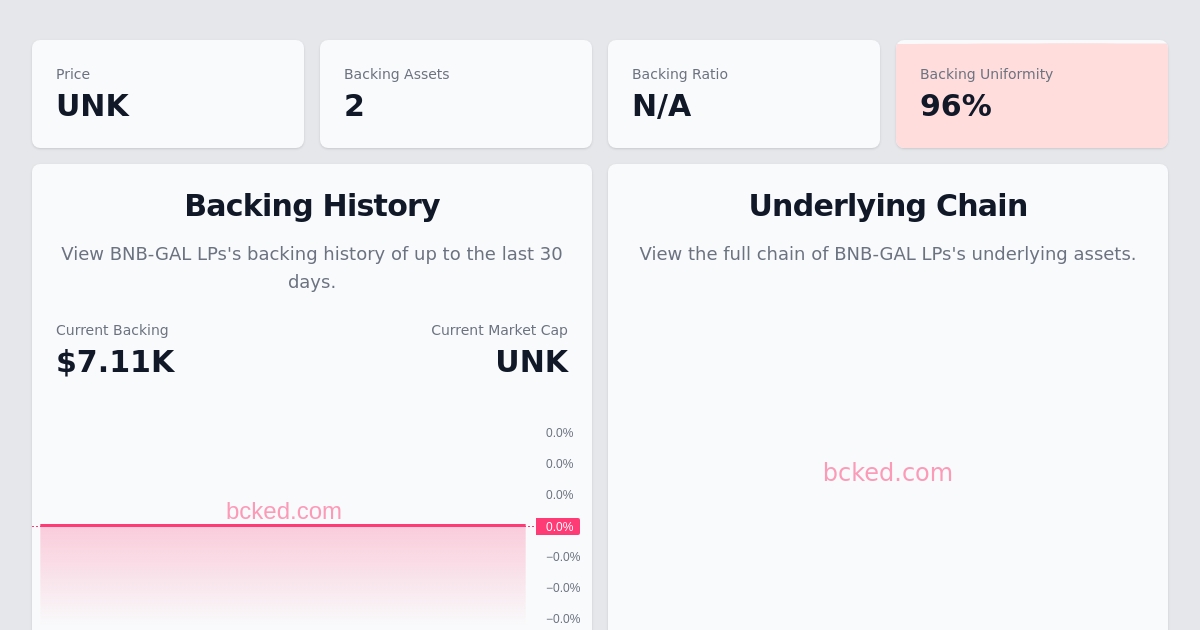 Price
UNK
Backing Assets
2
Backing Ratio
N/A
Backing Uniformity
96%
Backing History
View BNB-GAL LPs's backing history of up to the last 30
days.
Current Backing
$7.11K
Current Market Cap
UNK
0.0%
0.0%
0.0%
bcked.com
0.0%
−0.0%
−0.0%
−0.0%
Underlying Chain
View the full chain of BNB-GAL LPs's underlying assets.
bcked.com